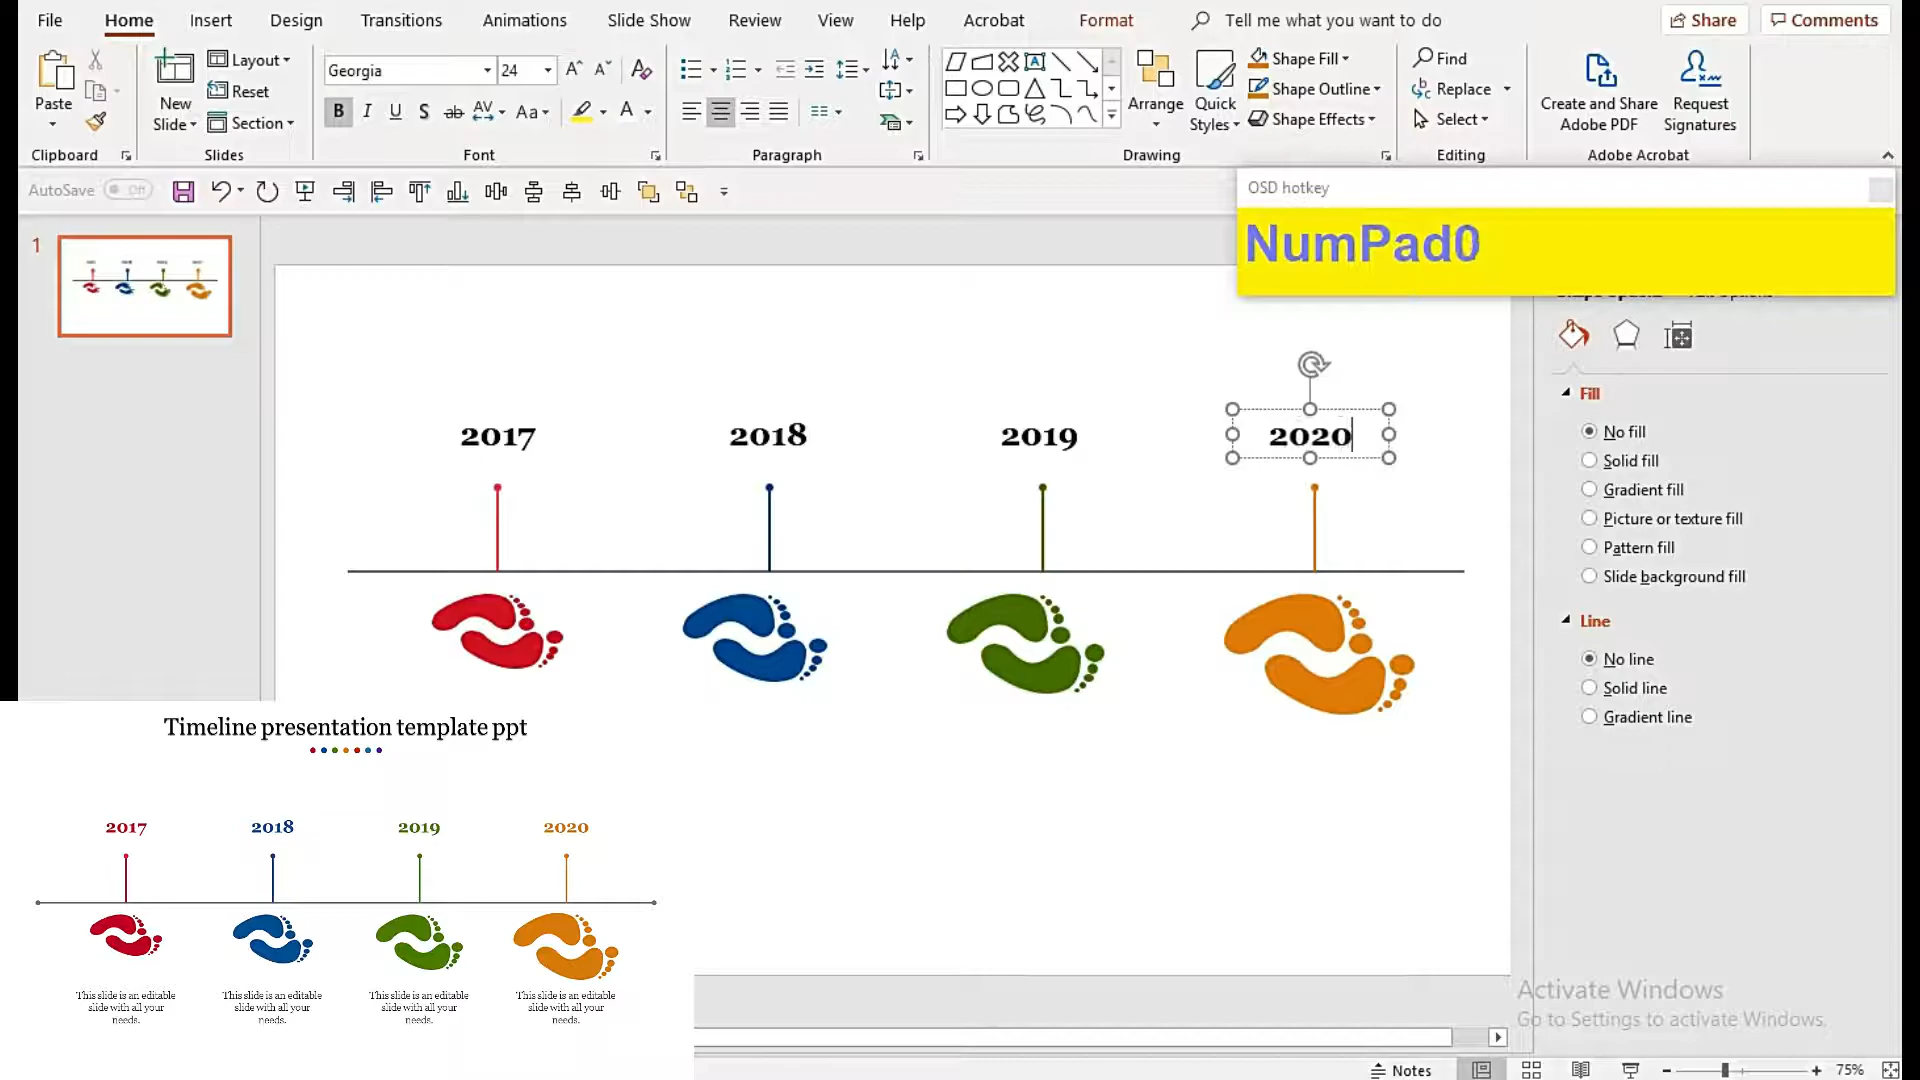 File Home Insert Design Transitions Animations Slide Show Review View Help Acrobat Format Tell me what you want to do Share Comments
Paste
Clipboard
New Slide
Layout
Reset
Section
Slides
Georgia 24
B I U S ab AV Aa A
Font
Paragraph
Arrange
Quick Styles
Shape Fill
Shape Outline
Shape Effects
Drawing
Find
Replace
Select
Editing
Create and Share Adobe PDF
Request Signatures
Adobe Acrobat
AutoSave Off
OSD hotkey
NumPad0
1
2017 2018 2019 2020
Fill
No fill
Solid fill
Gradient fill
Picture or texture fill
Pattern fill
Slide background fill
Line
No line
Solid line
Gradient line
Timeline presentation template ppt
2017 2018 2019 2020
This slide is an editable slide with all your needs.
This slide is an editable slide with all your needs.
This slide is an editable slide with all your needs.
This slide is an editable slide with all your needs.
Activate Windows
Go to Settings to activate Windows.
Notes 75%